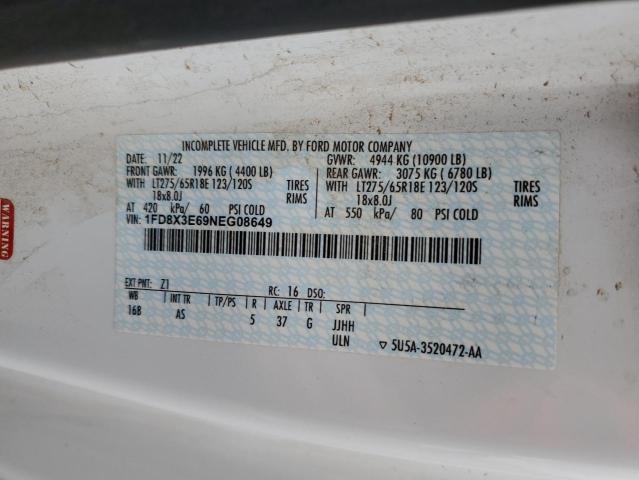 INCOMPLETE VEHICLE MFD. BY FORD MOTOR COMPANY
DATE: 11/22 GVWR: 4944 KG (10900 LB)
FRONT GAWR: 1996 KG ( 4400 LB) REAR GAWR: 3075 KG ( 6780 LB)
WITH LT275/65R18E 123/120S TIRES WITH LT275/65R18E 123/120S TIRES
18x8.0J RIMS 18x8.0J RIMS
AT 420 kPa/ 60 PSI COLD AT 550 kPa/ 80 PSI COLD
VIN: 1FD8X3E69NEG08649
EXT PNT: Z1 RC: 16 DSO:
WB INT TR TP/PS R AXLE TR SPR
16B AS 5 37 G JJHH
ULN ▽ 5U5A-3520472-AA
WARNING